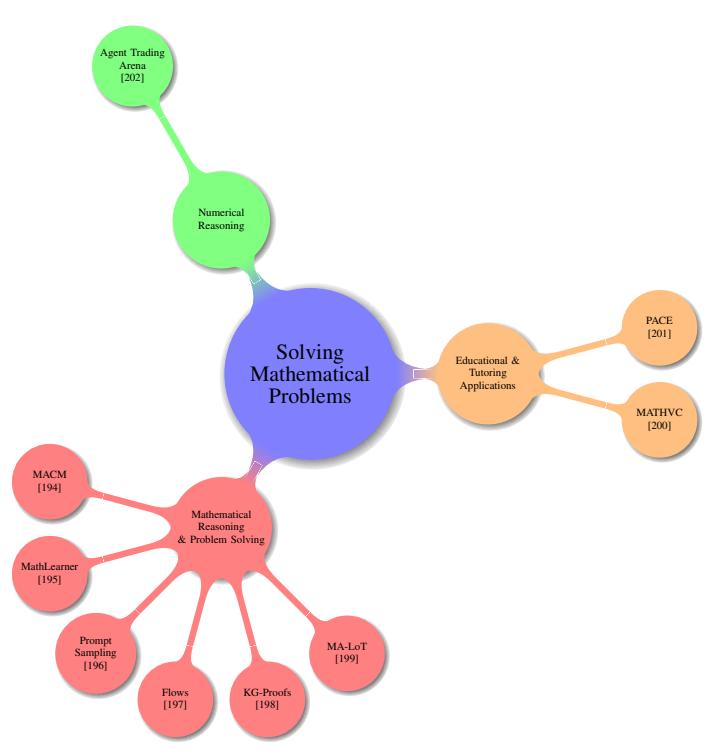 Agent Trading
Arena
[202]
Numerical
Reasoning
Solving
Mathematical
Problems
Educational &
Tutoring
Applications
PACE
[201]
MATHVC
[200]
Mathematical
Reasoning
& Problem Solving
MACM
[194]
MathLearner
[195]
Prompt
Sampling
[196]
Flows
[197]
KG-Proofs
[198]
MA-LoT
[199]